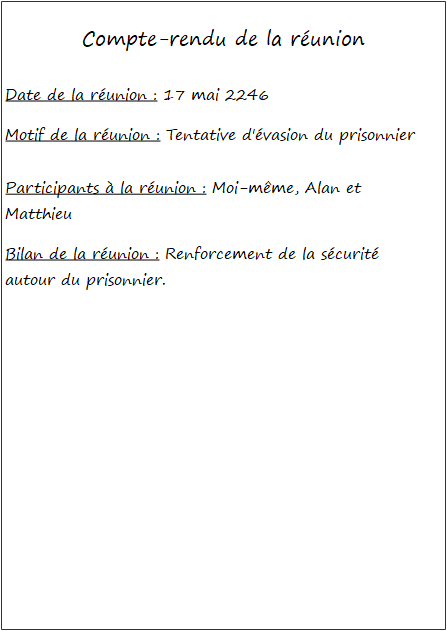 Compte-rendu de la réunion
Date de la réunion : 17 mai 2246
Motif de la réunion : Tentative d'évasion du prisonnier
Participants à la réunion : Moi-même, Alan et
Matthieu
Bilan de la réunion : Renforcement de la sécurité
autour du prisonnier.